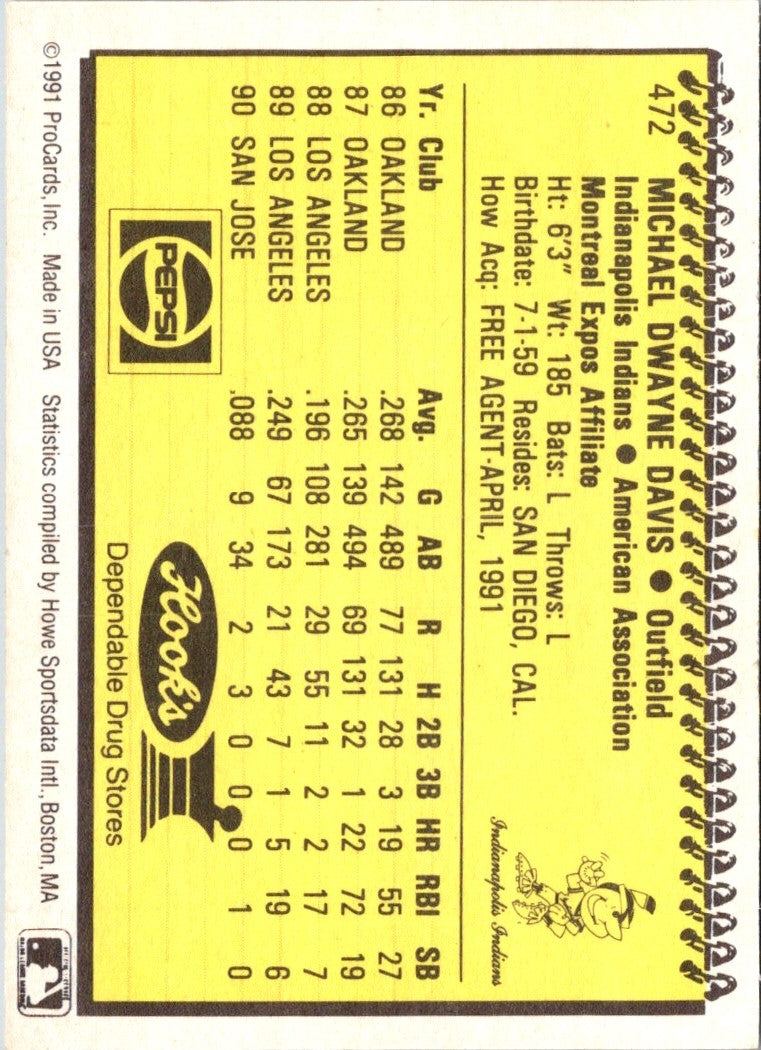 472 MICHAEL DWAYNE DAVIS ● Outfield
Indianapolis Indians ● American Association
Montreal Expos Affiliate
Ht: 6'3" Wt: 185 Bats: L Throws: L
Birthdate: 7-1-59 Resides: SAN DIEGO, CAL.
How Acq: FREE AGENT-APRIL, 1991
Indianapolis Indians
Yr. Club Avg. G AB R H 2B 3B HR RBI SB
86 OAKLAND .268 142 489 77 131 28 3 19 55 27
87 OAKLAND .265 139 494 69 131 32 1 22 72 19
88 LOS ANGELES .196 108 281 29 55 11 2 2 17 7
89 LOS ANGELES .249 67 173 21 43 7 1 5 19 6
90 SAN JOSE .088 9 34 2 3 0 0 0 1 0
PEPSI
Hook's
Dependable Drug Stores
©1991 ProCards, Inc. Made in USA Statistics compiled by Howe Sportsdata Intl., Boston, MA